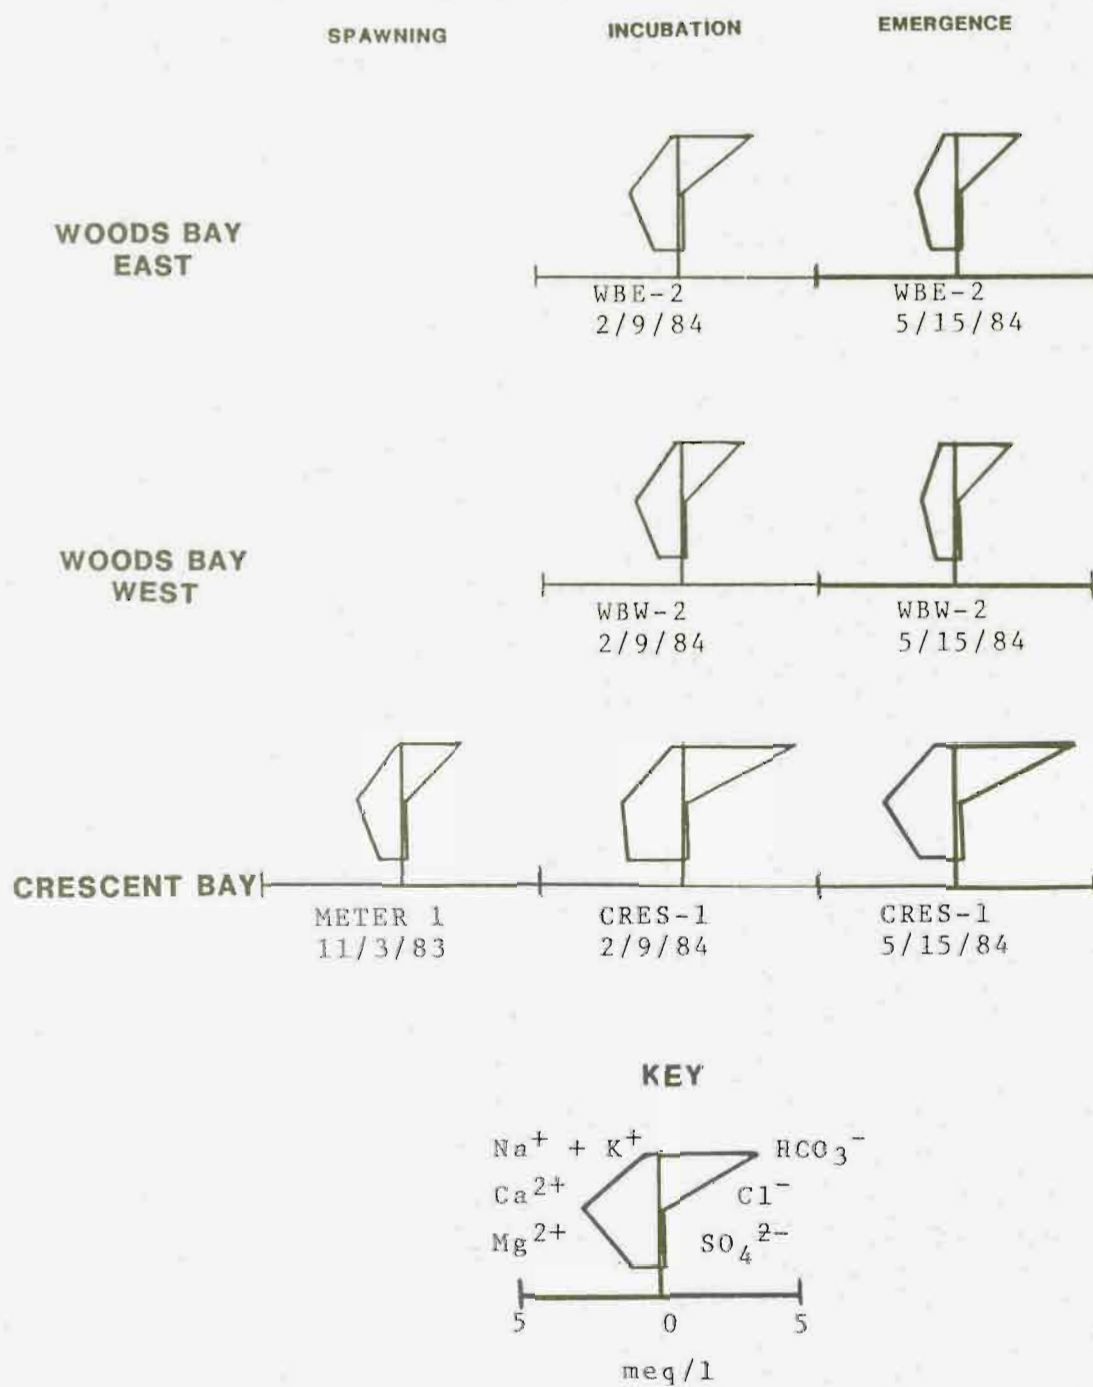 SPAWNING INCUBATION EMERGENCE
WOODS BAY
EAST
WBE-2 WBE-2
2/9/84 5/15/84
WOODS BAY
WEST
WBW-2 WBW-2
2/9/84 5/15/84
CRESCENT BAY
METER 1 CRES-1 CRES-1
11/3/83 2/9/84 5/15/84
KEY
Na⁺ + K⁺ HCO₃⁻
Ca²⁺ Cl⁻
Mg²⁺ SO₄²⁻
5 0 5
meq/l